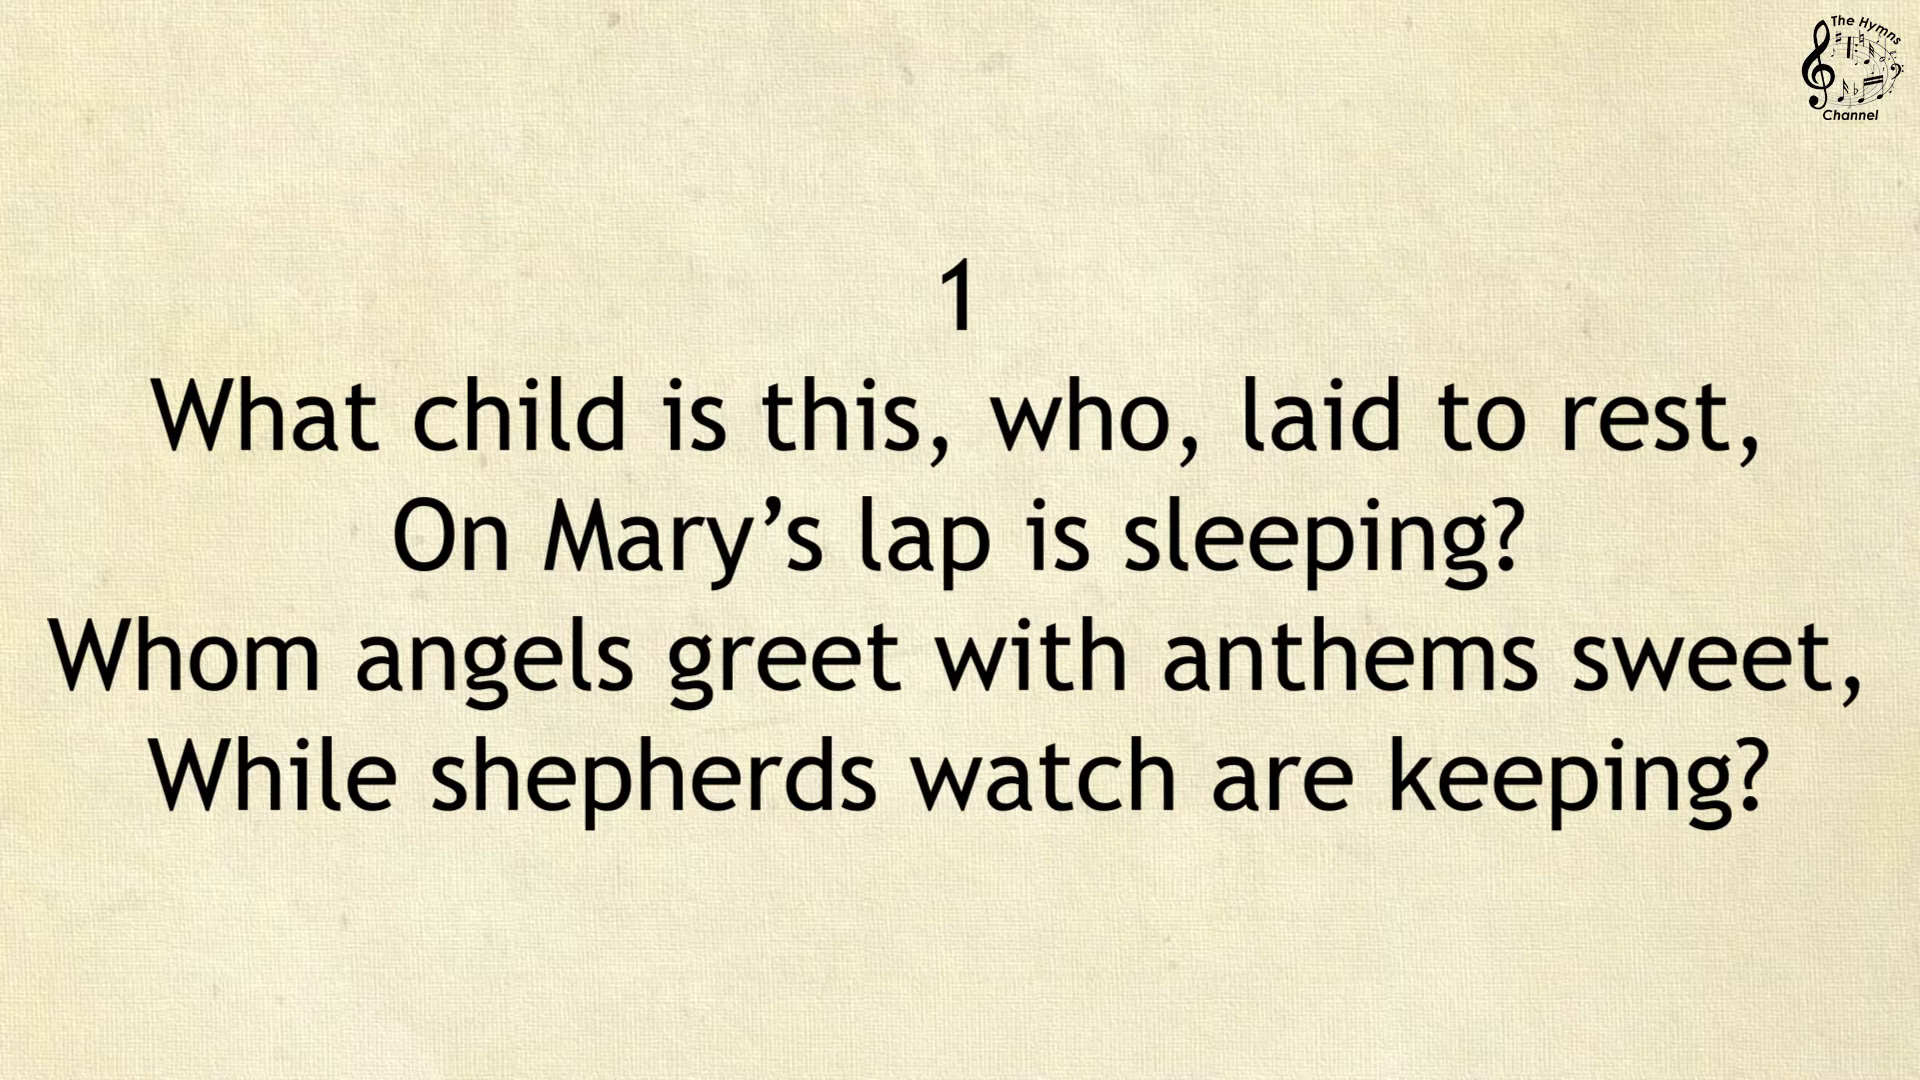 The Hymns
Channel
1
What child is this, who, laid to rest,
On Mary’s lap is sleeping?
Whom angels greet with anthems sweet,
While shepherds watch are keeping?